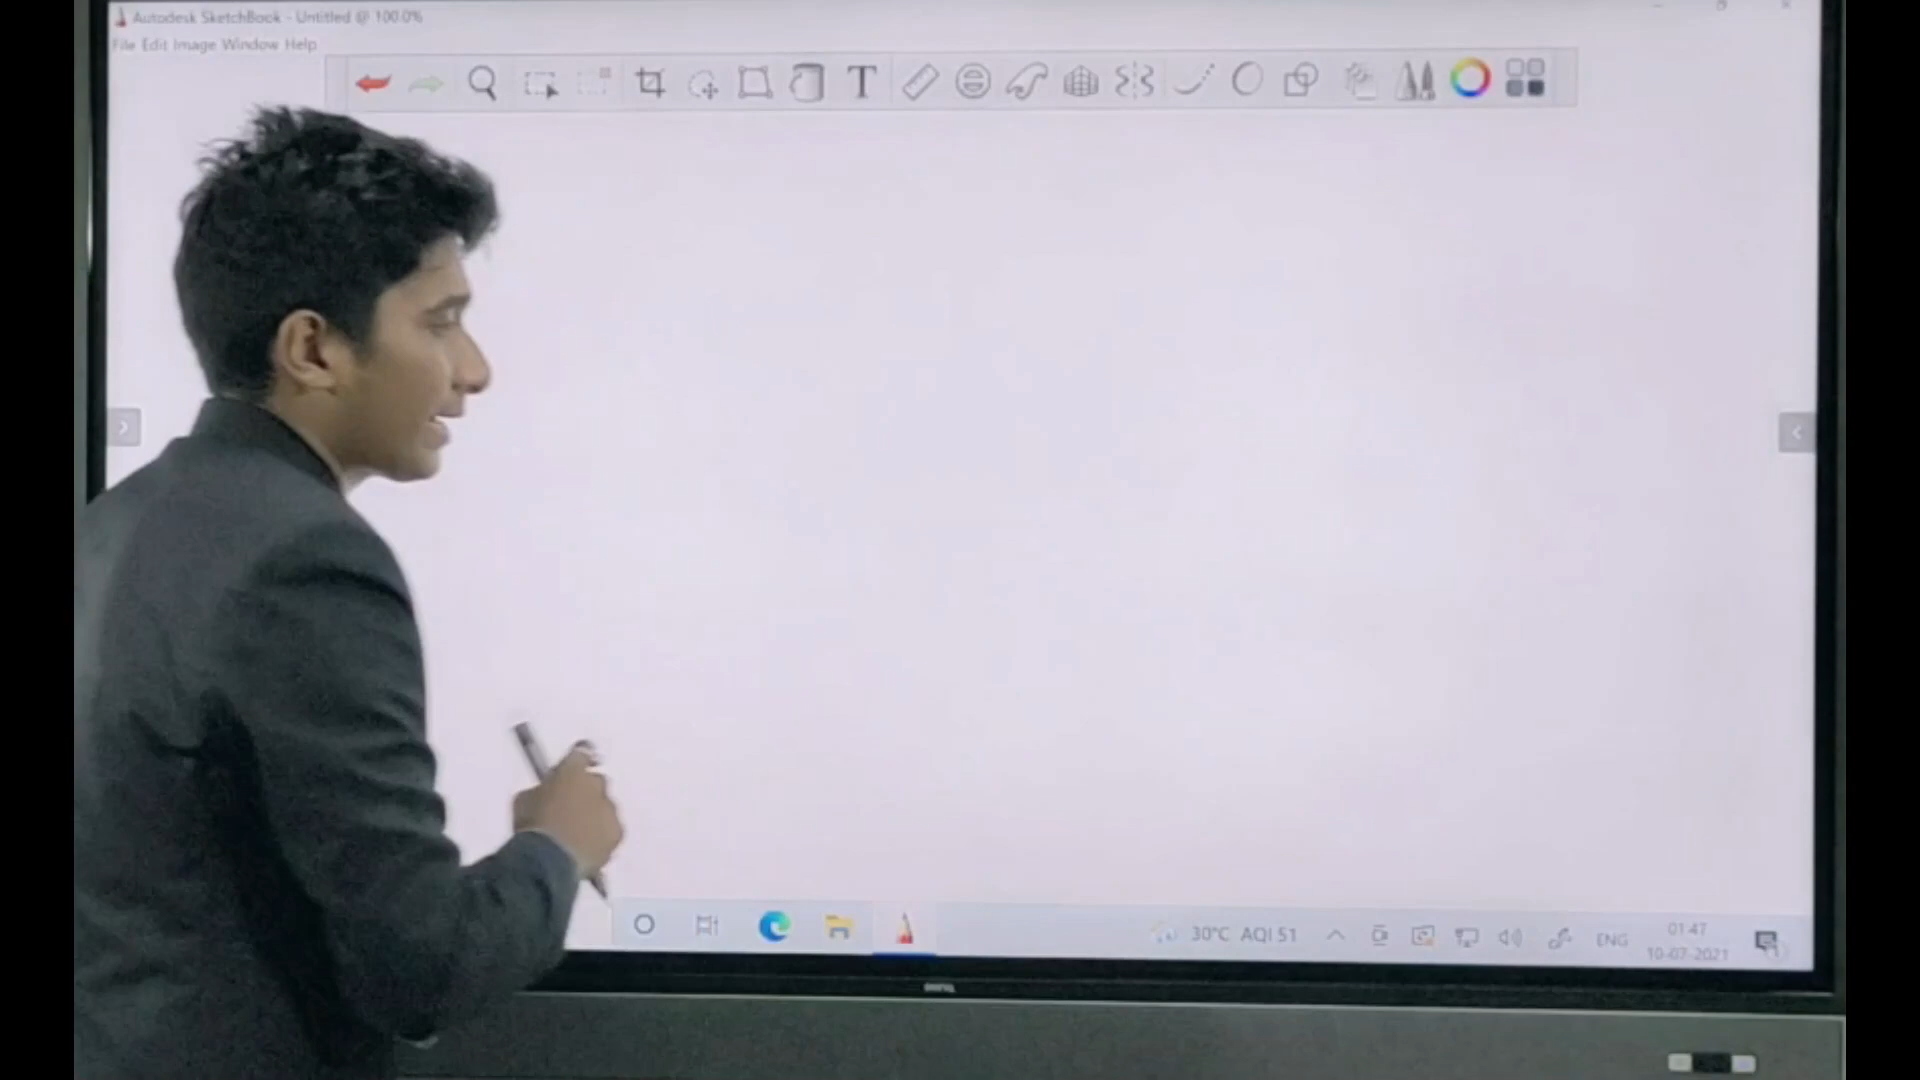 Autodesk SketchBook - Untitled @ 100.0%
File Edit Image Window Help
T
30°C AQI 51
ENG
01:47
10-07-2021